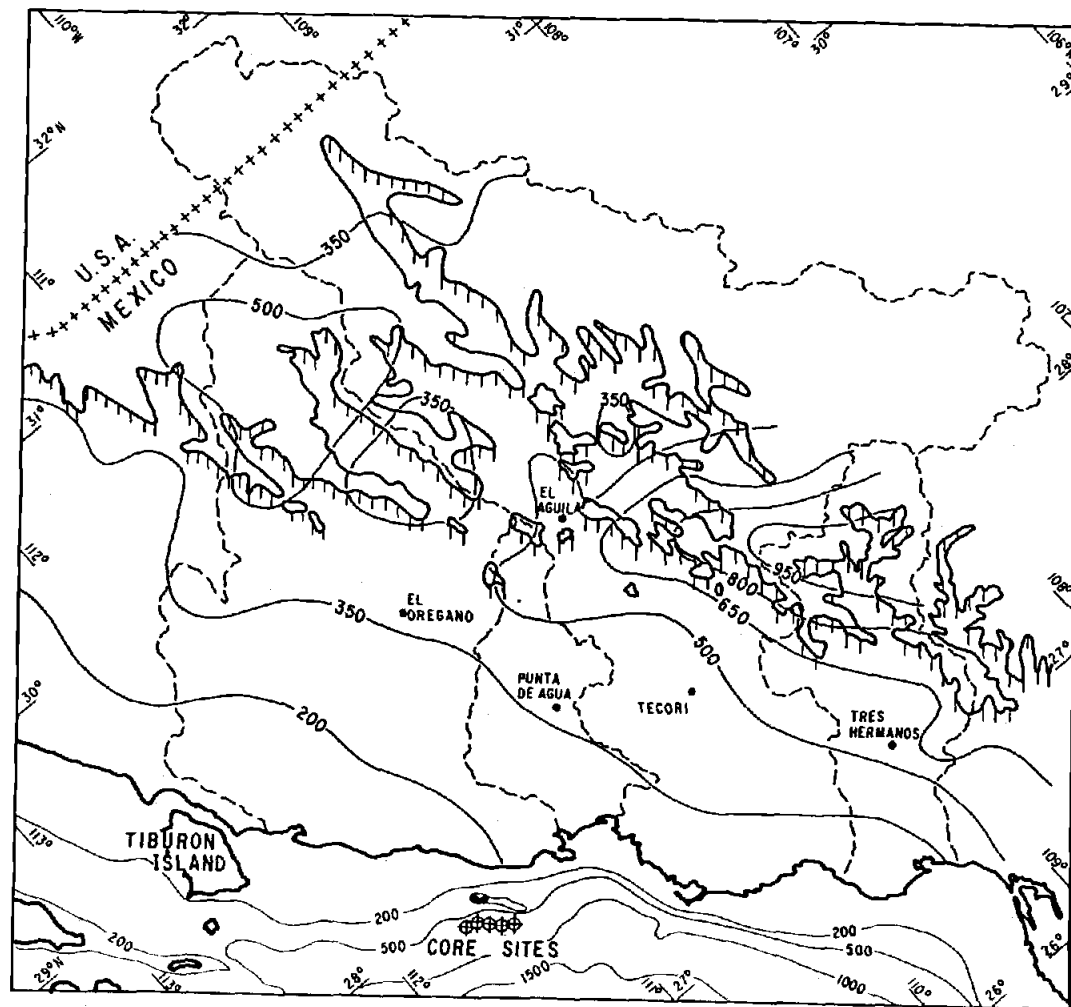 110°W
32°
109°
31°
108°
107°
30°
106°W
29°
32°N
350
U.S.A.
MEXICO
111°
500
107°
28°
350
350
31°
EL
AGUILA
112°
950
800
650
108°
EL
OREGANO
350
500
27°
PUNTA
DE AGUA
TECORI
30°
200
TRES
HERMANOS
TIBURON
ISLAND
113°
109°
200
200
200
500
500
CORE SITES
26°
29°N
113°
28°
112°
1500
111°
27°
1000
110°
26°